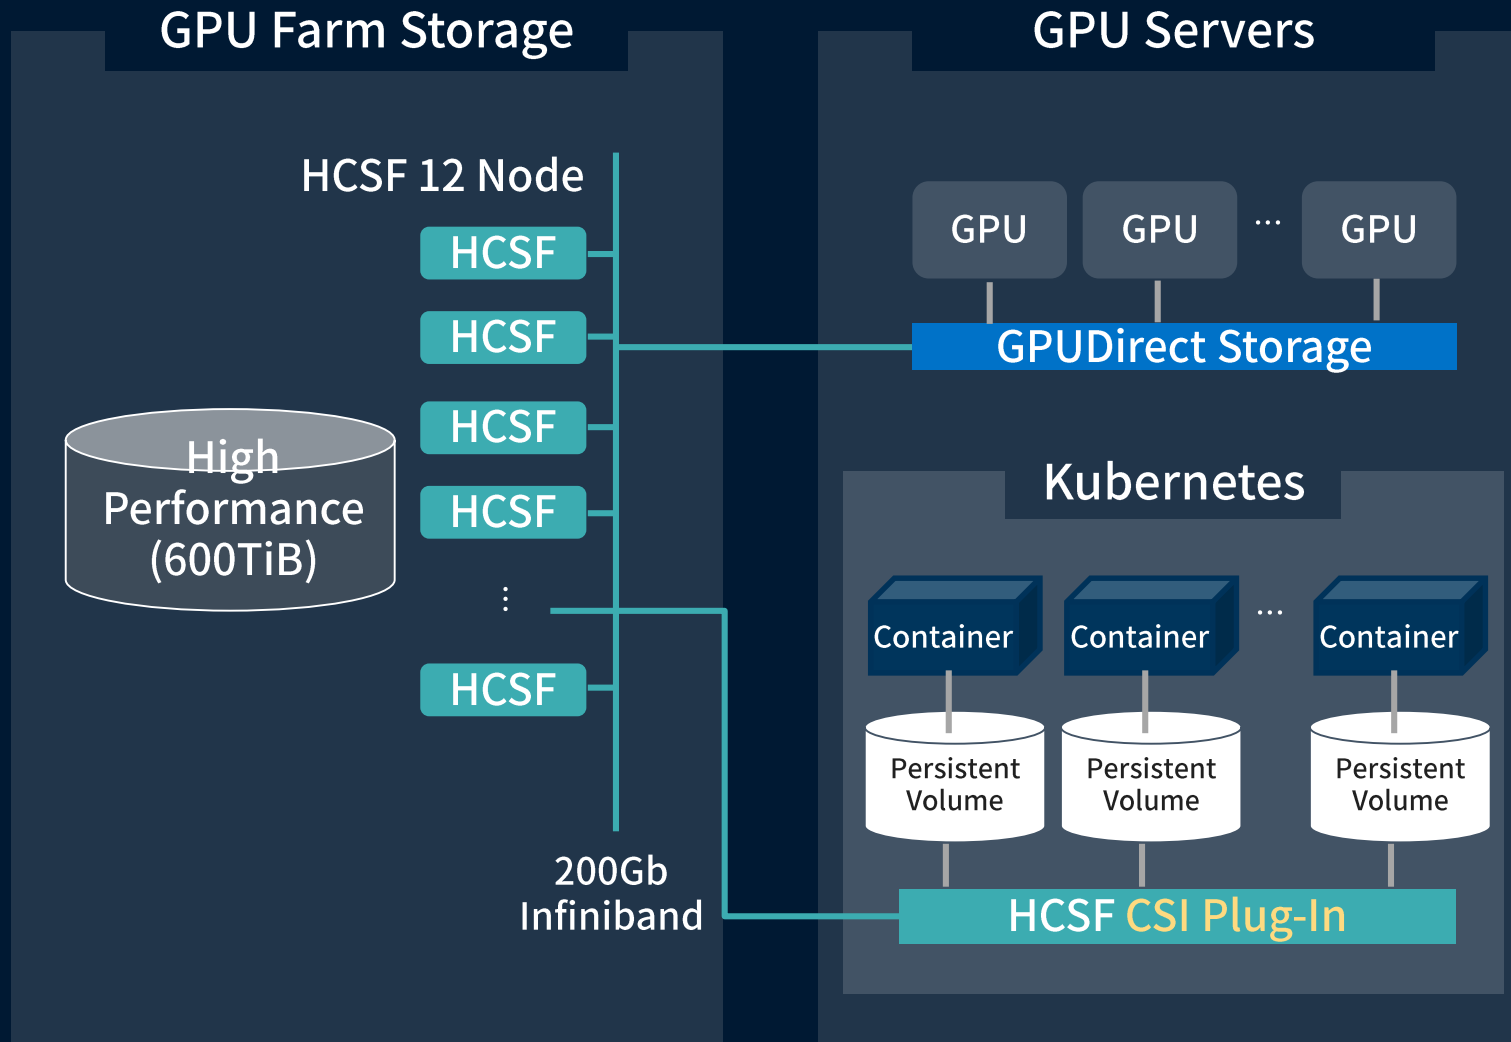 GPU Farm Storage
HCSF 12 Node
HCSF
HCSF
HCSF
HCSF
⋮
HCSF
High
Performance
(600TiB)
200Gb
Infiniband
GPU Servers
GPU
GPU
...
GPU
GPUDirect Storage
Kubernetes
Container
Container
...
Container
Persistent
Volume
Persistent
Volume
Persistent
Volume
HCSF CSI Plug-In